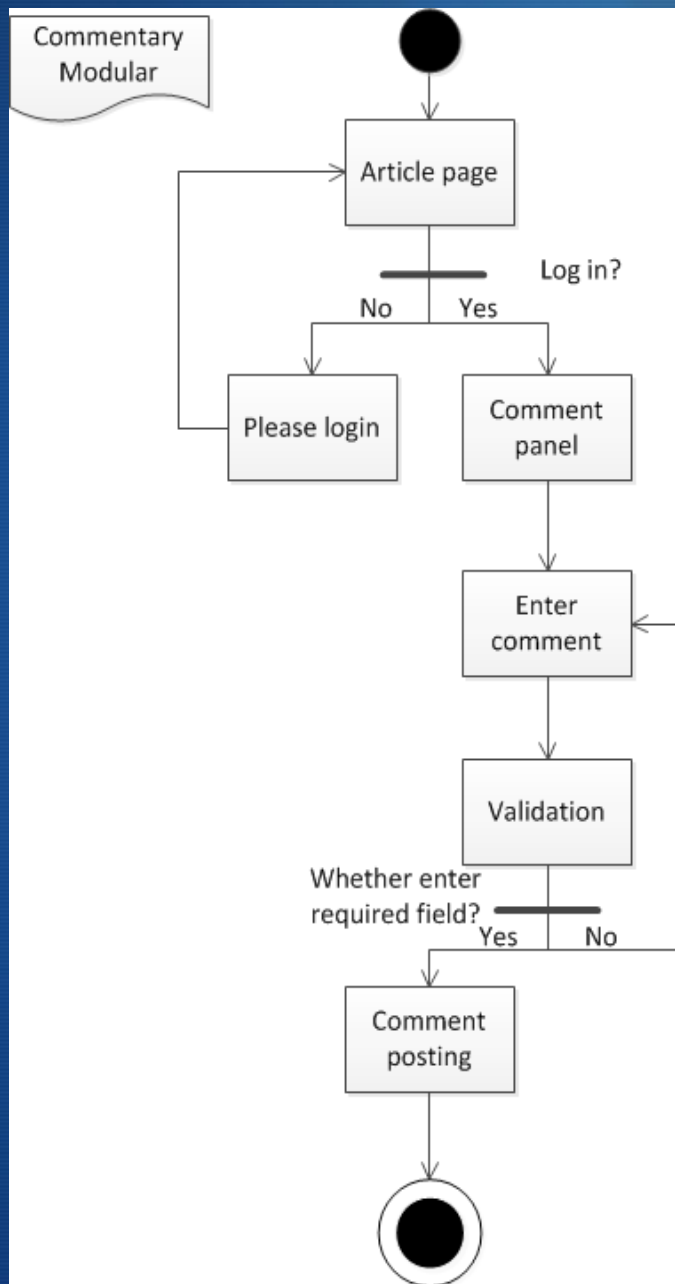 Commentary
Modular
Article page
Log in?
No
Yes
Please login
Comment
panel
Enter
comment
Validation
Whether enter
required field?
Yes
No
Comment
posting